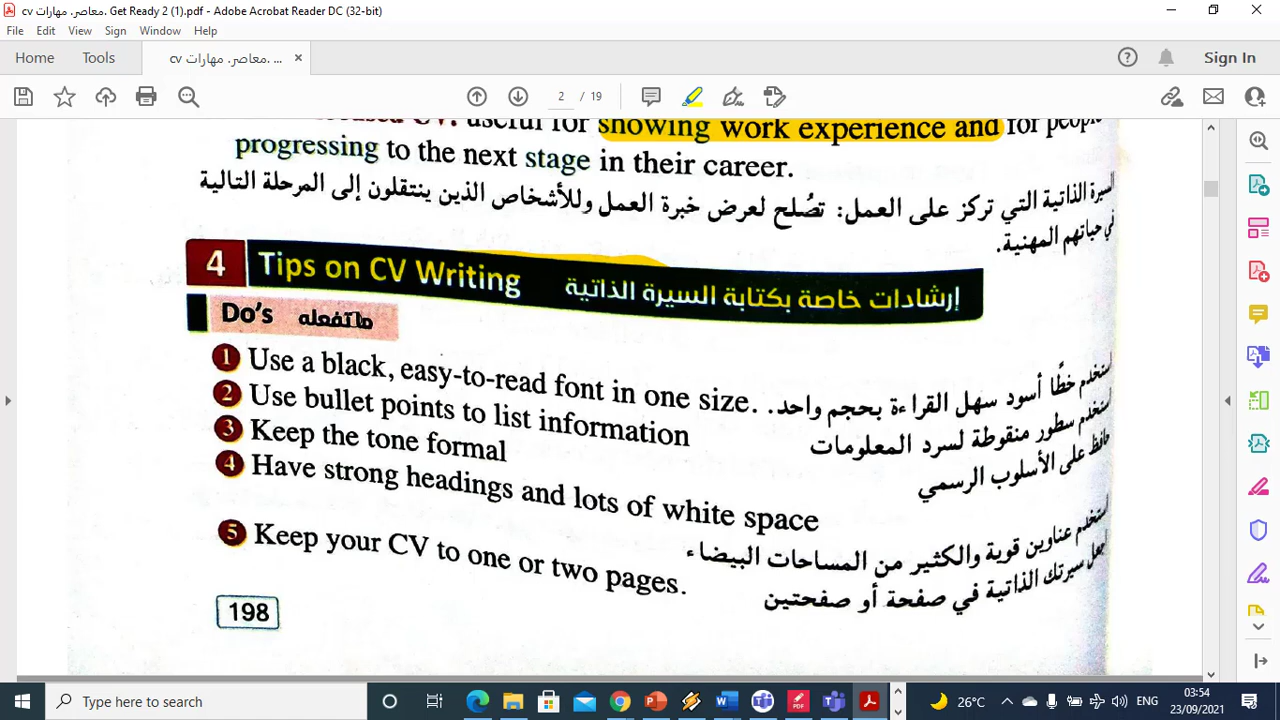 cv معاصر. مهارات. Get Ready 2 (1).pdf - Adobe Acrobat Reader DC (32-bit)
File Edit View Sign Window Help
Home Tools cv معاصر. مهارات. ... × Sign In
2 / 19
CV: useful for showing work experience and for people
progressing to the next stage in their career.
السيرة الذاتية التي تركز على العمل: تصُلح لعرض خبرة العمل وللأشخاص الذين ينتقلون إلى المرحلة التالية
في حياتهم المهنية.
4 Tips on CV Writing إرشادات خاصة بكتابة السيرة الذاتية
Do's ماتفعله
1 Use a black, easy-to-read font in one size. استخدم خطًا أسود سهل القراءة بحجم واحد. .
2 Use bullet points to list information استخدم سطور منقوطة لسرد المعلومات
3 Keep the tone formal حافظ على الأسلوب الرسمي
4 Have strong headings and lots of white space
استخدم عناوين قوية والكثير من المساحات البيضاء
5 Keep your CV to one or two pages. اجعل سيرتك الذاتية في صفحة أو صفحتين
198
Type here to search
26°C ENG 03:54
23/09/2021